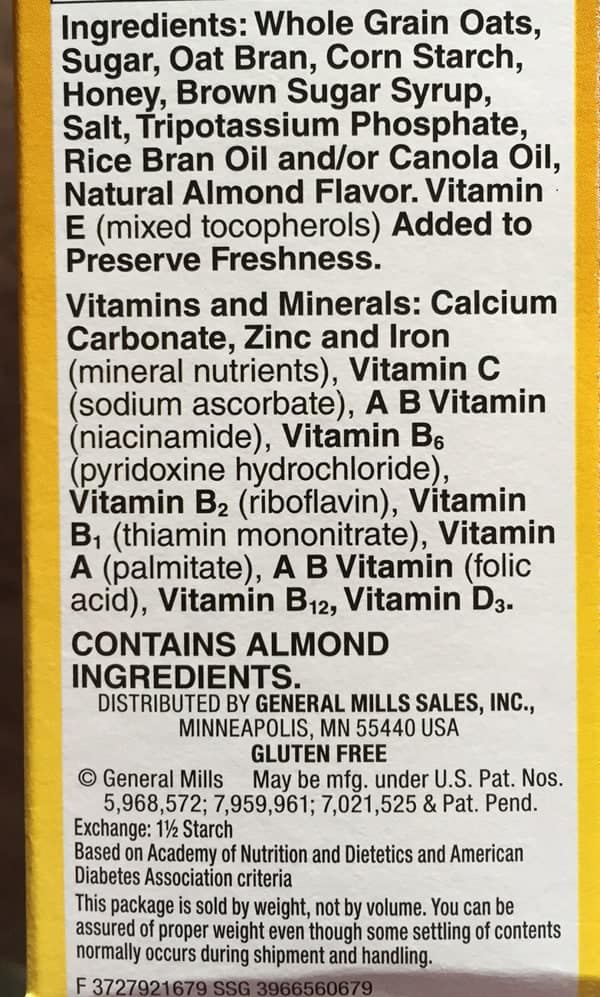 Ingredients: Whole Grain Oats,
Sugar, Oat Bran, Corn Starch,
Honey, Brown Sugar Syrup,
Salt, Tripotassium Phosphate,
Rice Bran Oil and/or Canola Oil,
Natural Almond Flavor. Vitamin
E (mixed tocopherols) Added to
Preserve Freshness.
Vitamins and Minerals: Calcium
Carbonate, Zinc and Iron
(mineral nutrients), Vitamin C
(sodium ascorbate), A B Vitamin
(niacinamide), Vitamin B₆
(pyridoxine hydrochloride),
Vitamin B₂ (riboflavin), Vitamin
B₁ (thiamin mononitrate), Vitamin
A (palmitate), A B Vitamin (folic
acid), Vitamin B₁₂, Vitamin D₃.
CONTAINS ALMOND
INGREDIENTS.
DISTRIBUTED BY GENERAL MILLS SALES, INC.,
MINNEAPOLIS, MN 55440 USA
GLUTEN FREE
© General Mills May be mfg. under U.S. Pat. Nos.
5,968,572; 7,959,961; 7,021,525 & Pat. Pend.
Exchange: 1½ Starch
Based on Academy of Nutrition and Dietetics and American
Diabetes Association criteria
This package is sold by weight, not by volume. You can be
assured of proper weight even though some settling of contents
normally occurs during shipment and handling.
F 3727921679 SSG 3966560679